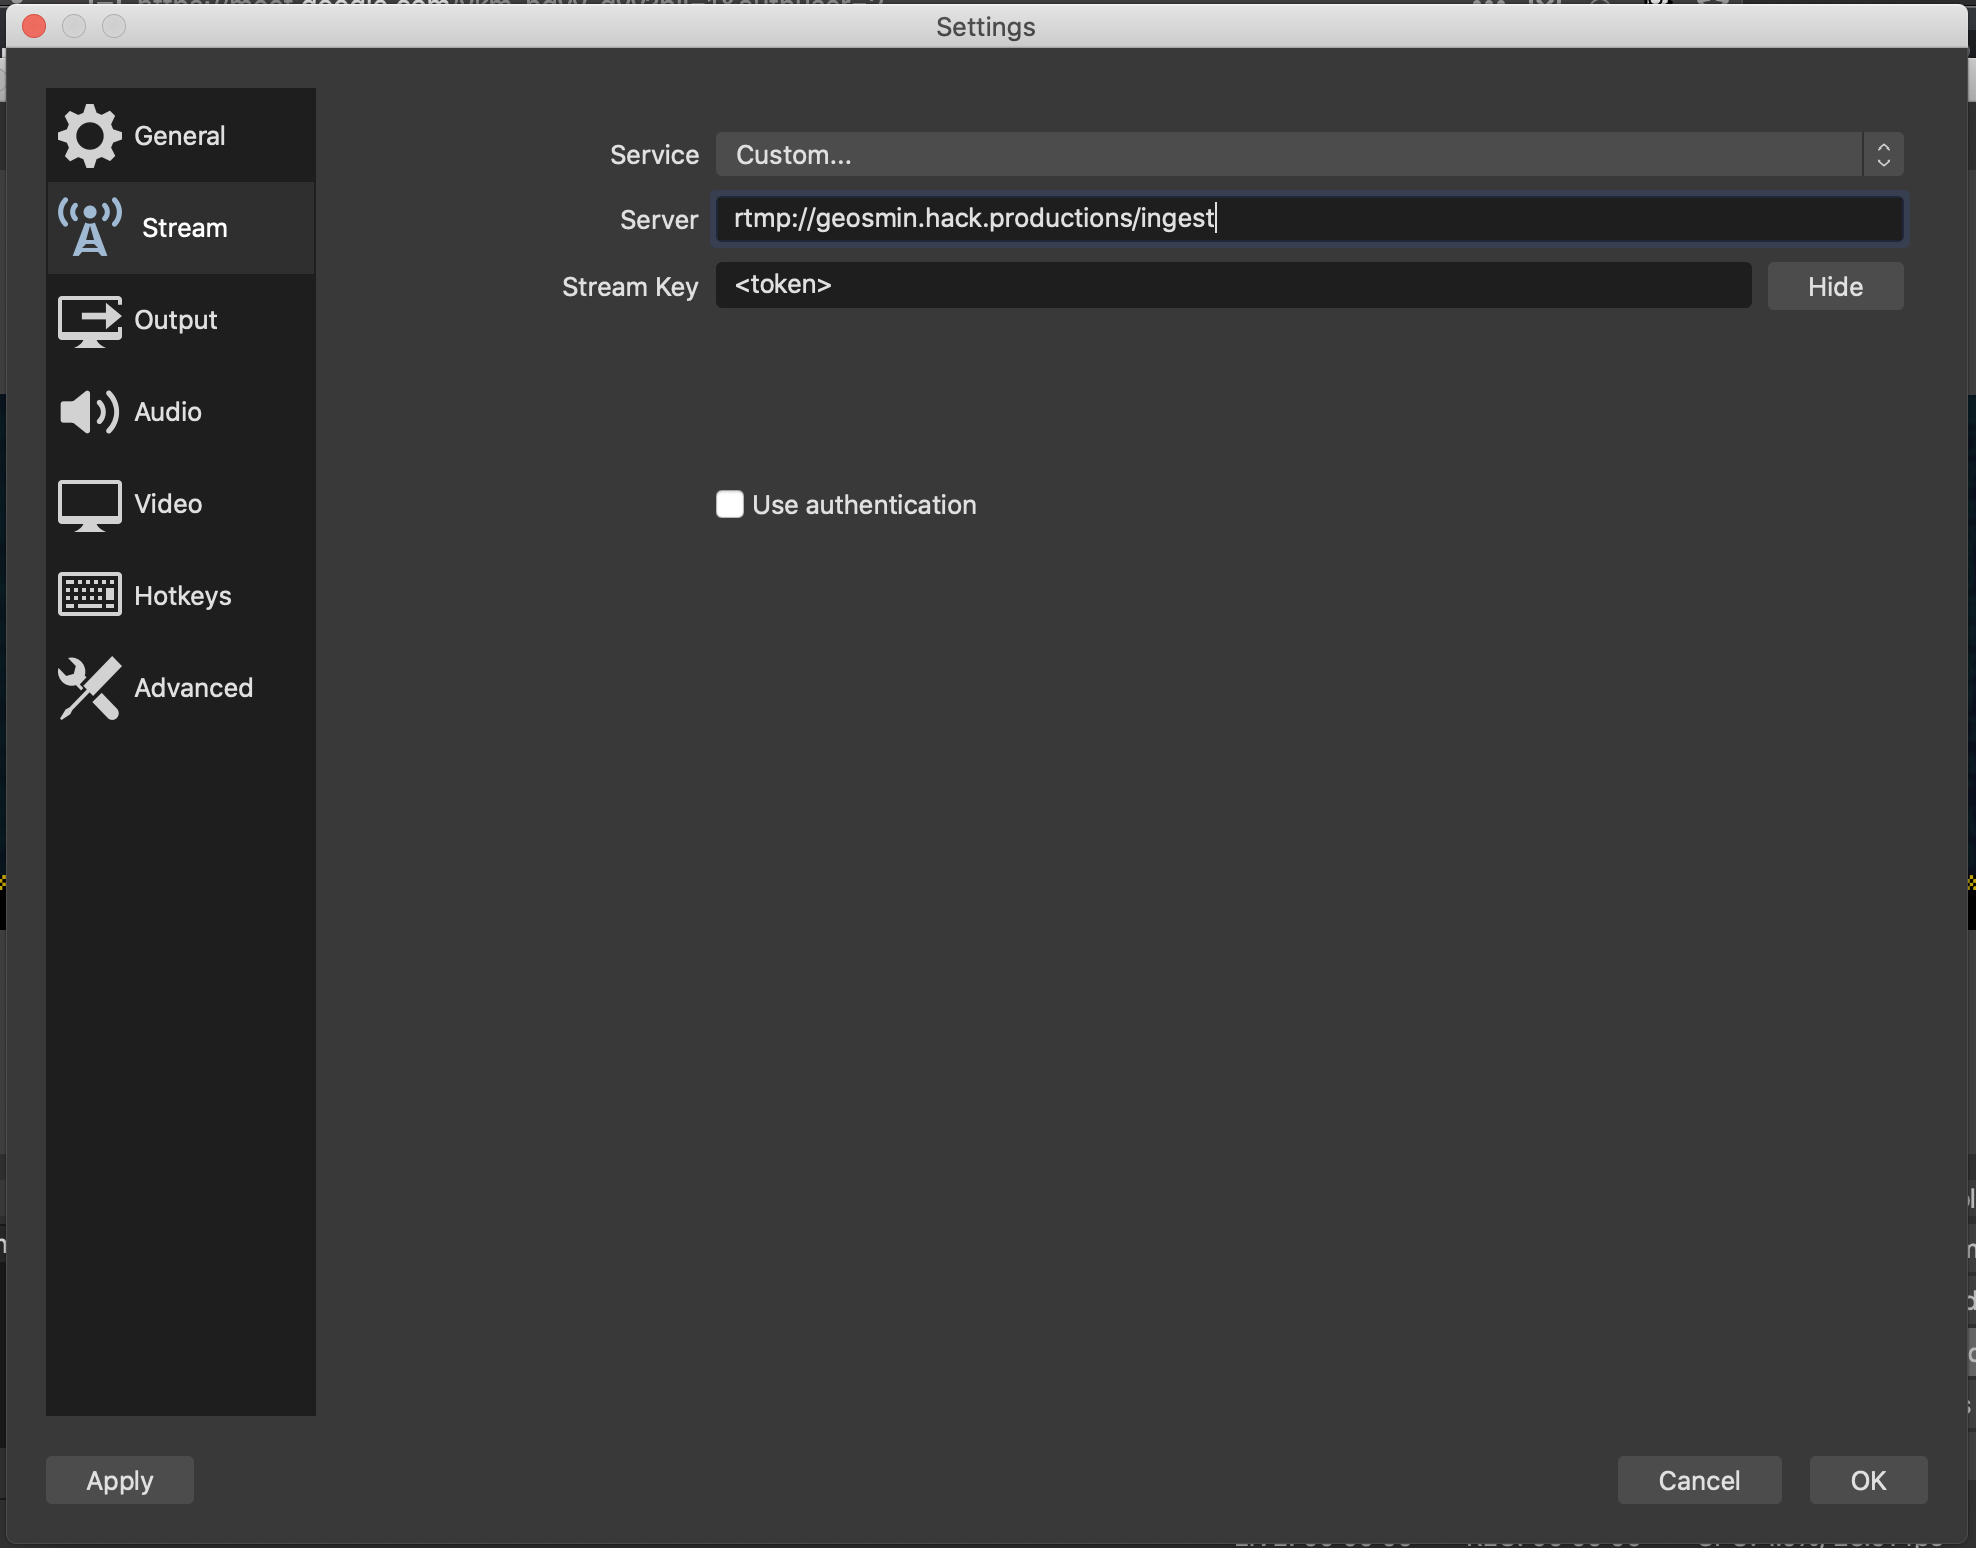 Settings
General
Stream
Output
Audio
Video
Hotkeys
Advanced
Service Custom...
Server rtmp://geosmin.hack.productions/ingest
Stream Key <token> Hide
Use authentication
Apply Cancel OK